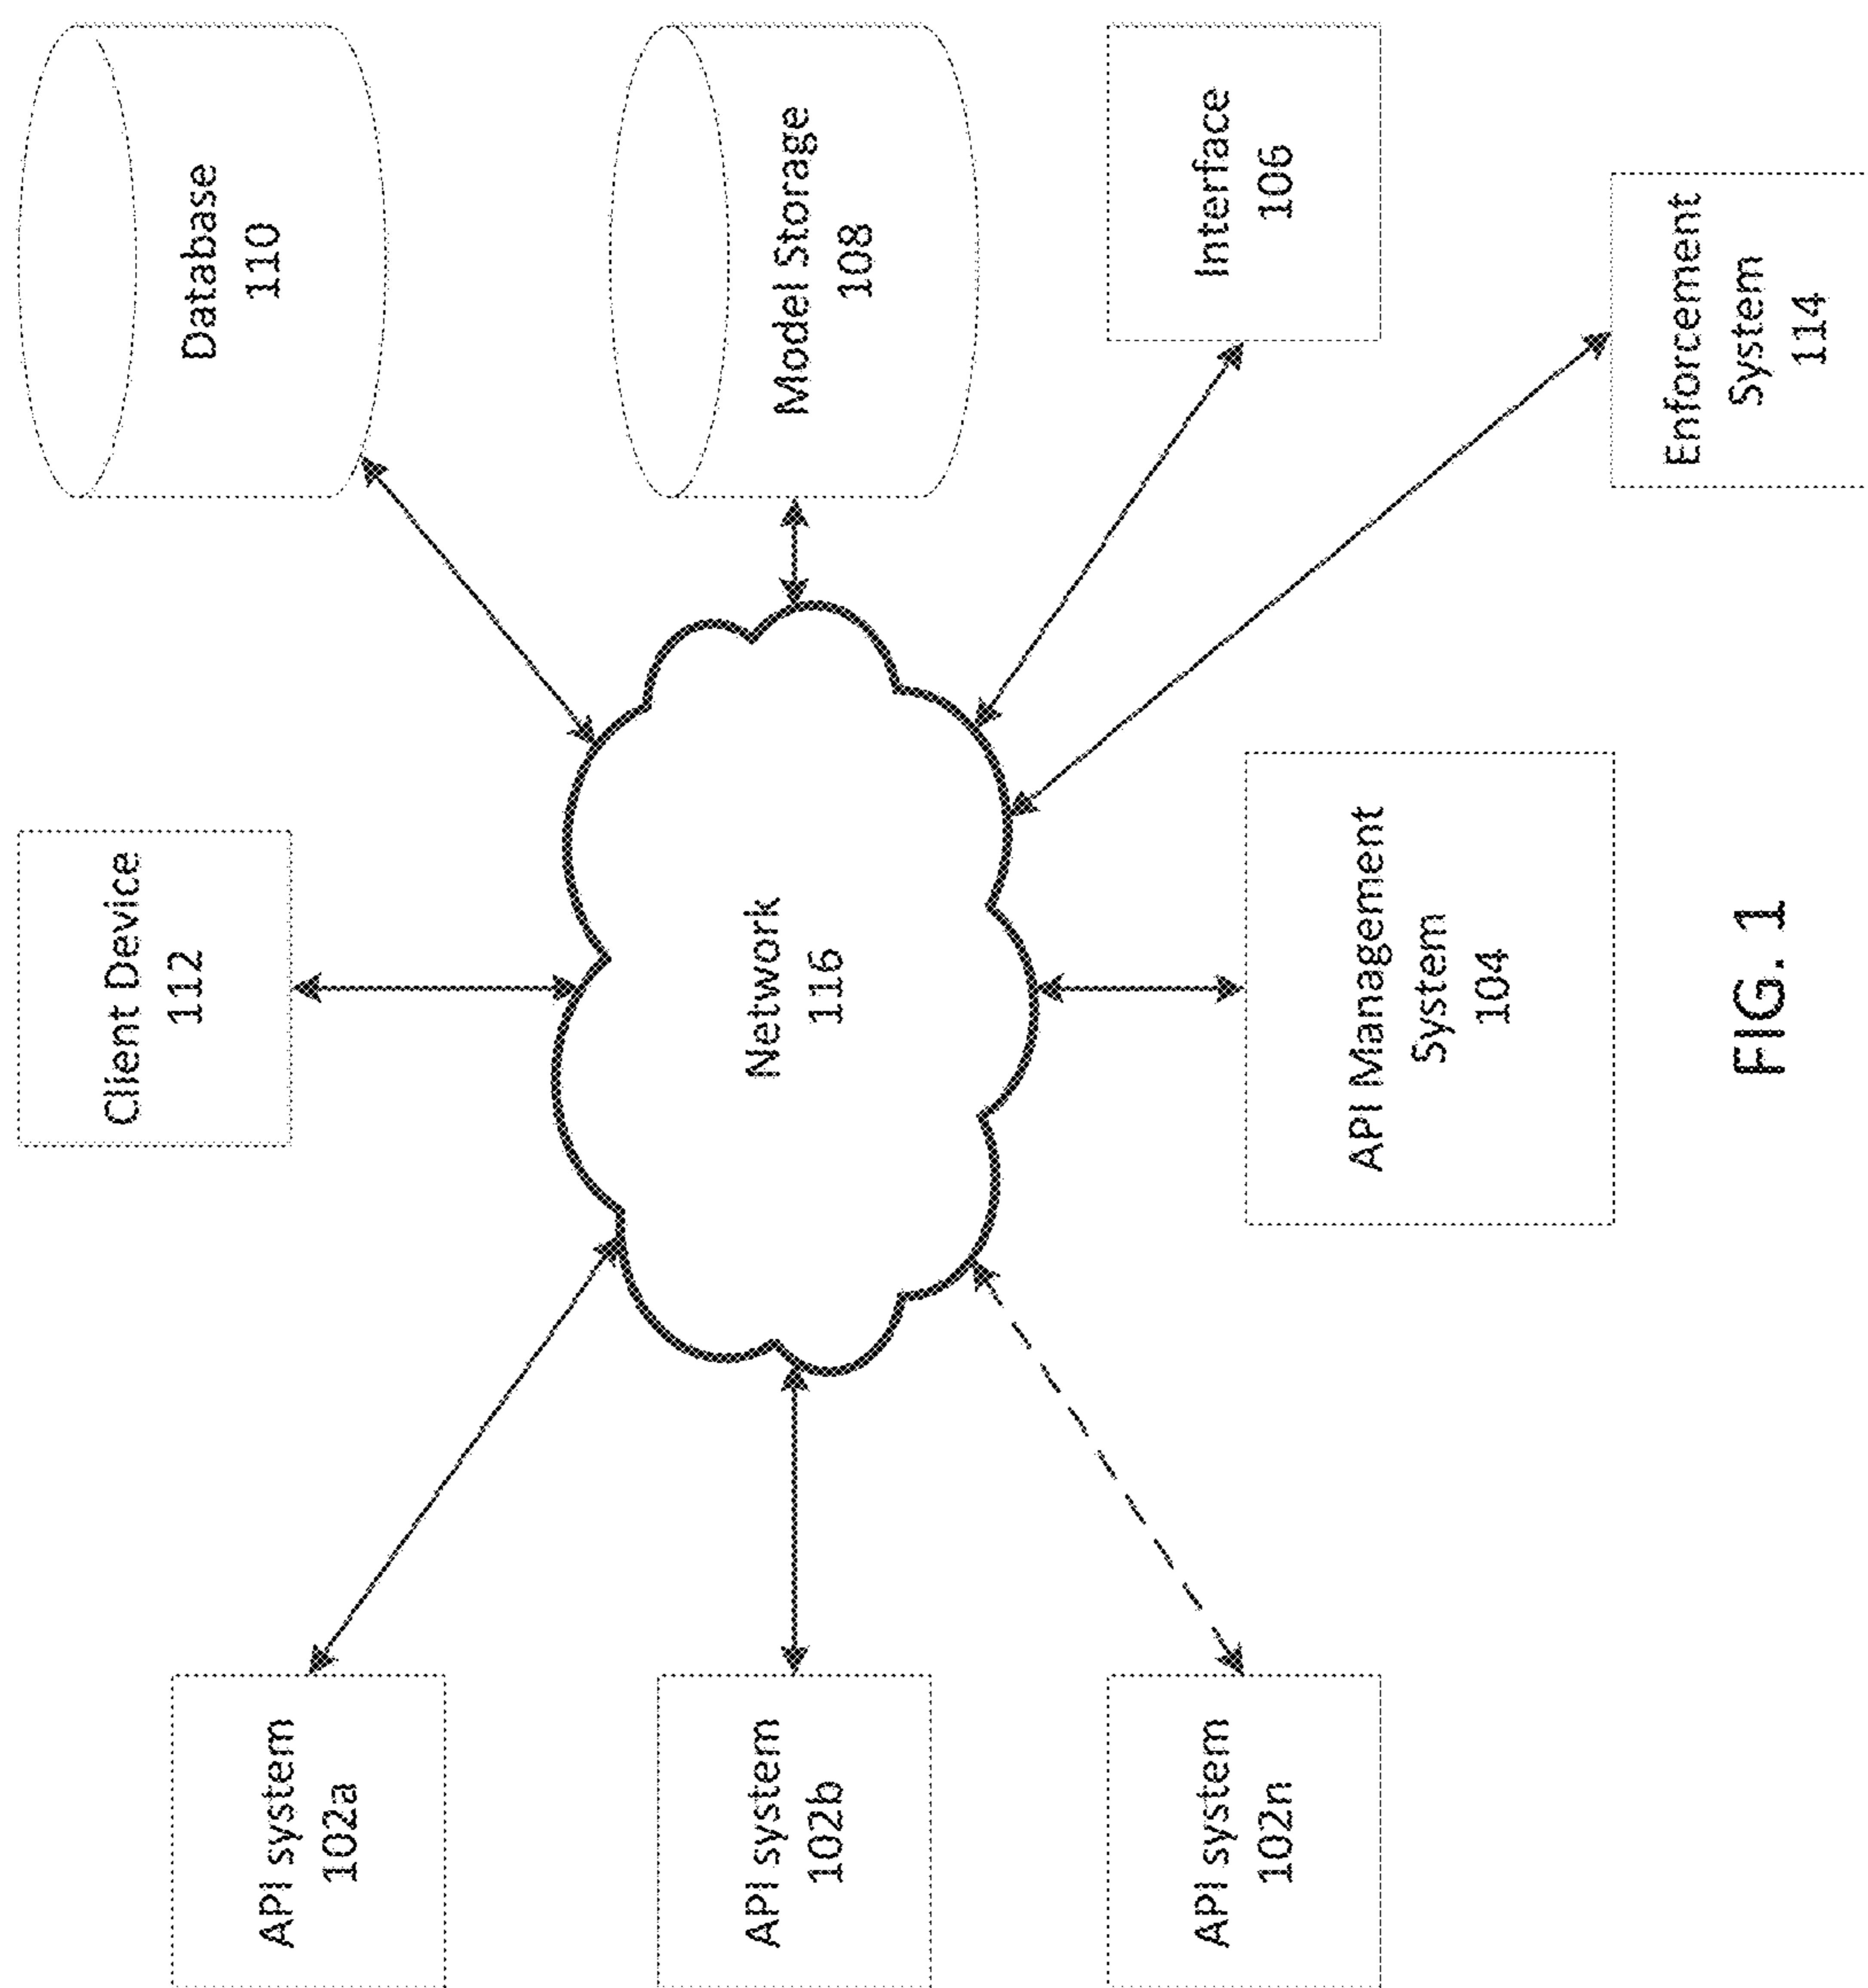 Client Device
112
Database
110
API system
102a
Network
116
Model Storage
108
API system
102b
API system
102n
Interface
106
API Management
System
104
Enforcement
System
114
FIG. 1